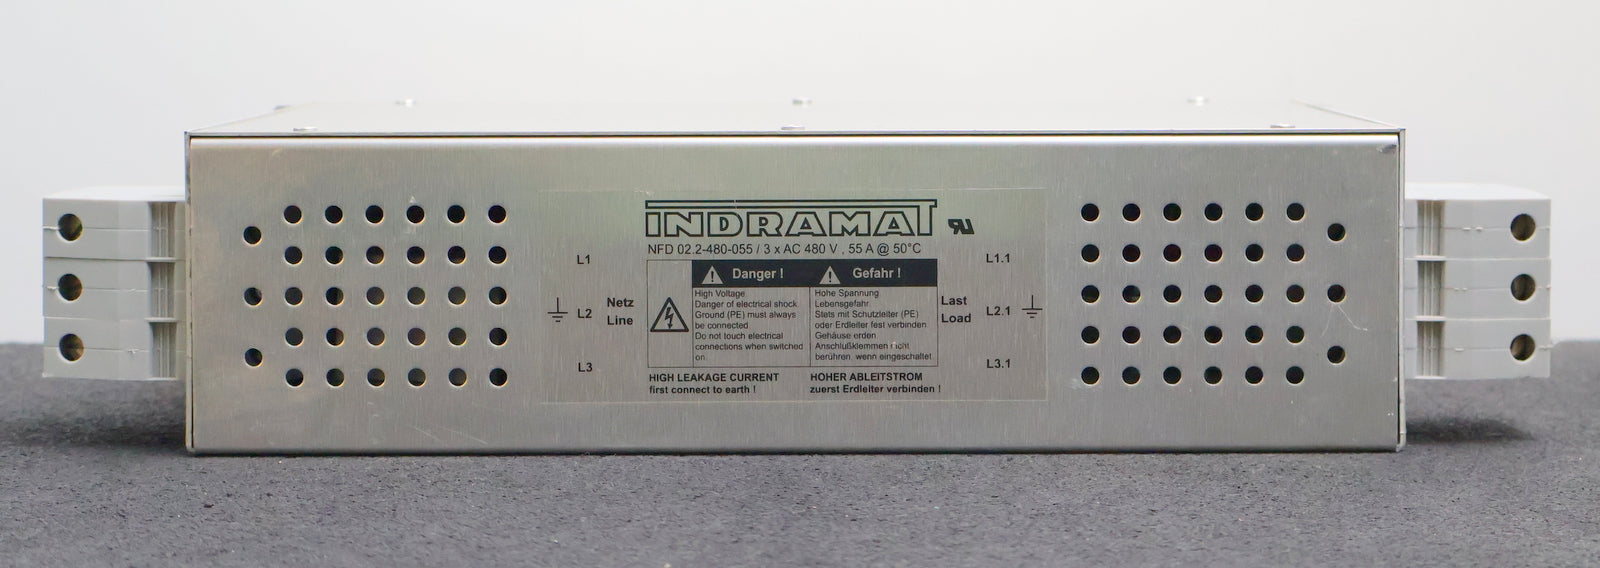 INDRAMAT
NFD 02.2-480-055 / 3 x AC 480 V , 55 A @ 50°C
L1
L2
L3
Netz
Line
Danger !
High Voltage
Danger of electrical shock
Ground (PE) must always
be connected
Do not touch electrical
connections when switched
on.
HIGH LEAKAGE CURRENT
first connect to earth !
Gefahr !
Hohe Spannung
Lebensgefahr
Stets mit Schutzleiter (PE)
oder Erdleiter fest verbinden
Gehäuse erden
Anschlußklemmen nicht
berühren, wenn eingeschaltet
HOHER ABLEITSTROM
zuerst Erdleiter verbinden !
Last
Load
L1.1
L2.1
L3.1